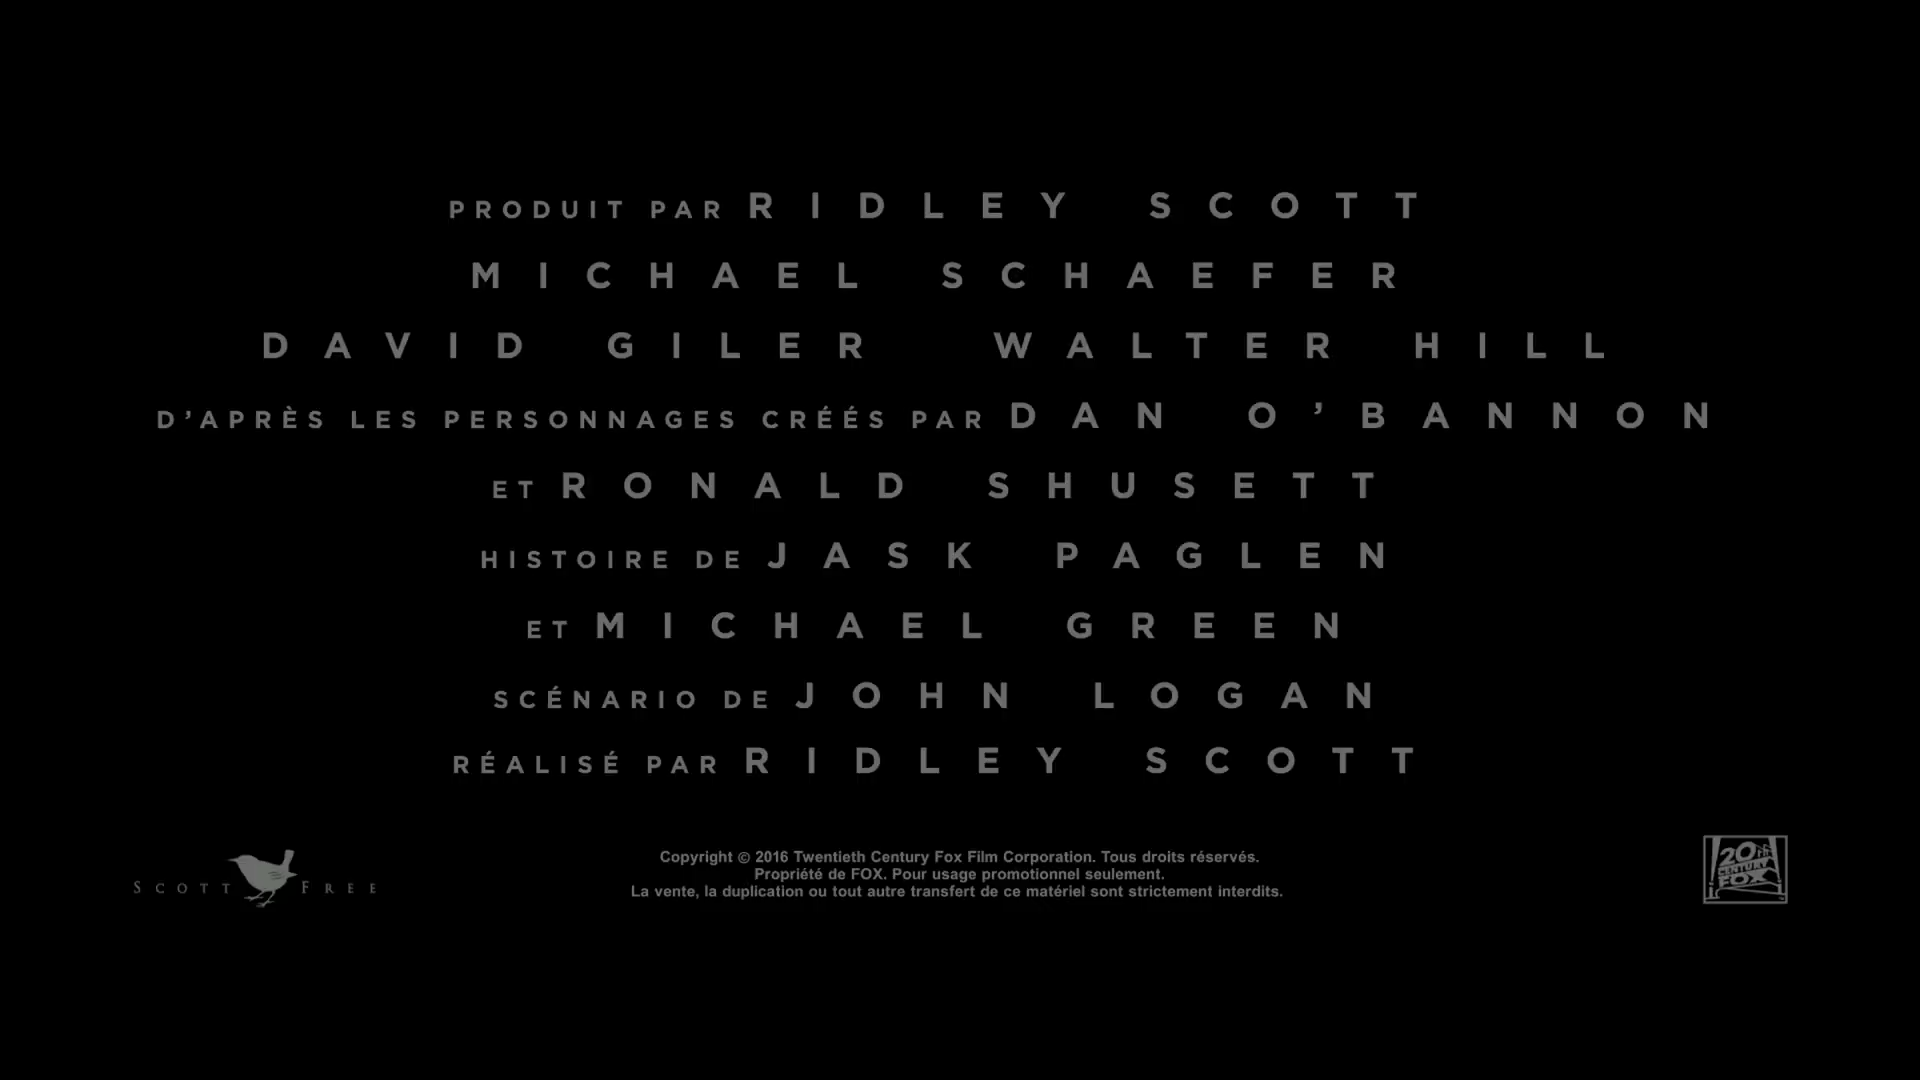 PRODUIT PAR RIDLEY SCOTT
MICHAEL SCHAEFER
DAVID GILER WALTER HILL
D’APRÈS LES PERSONNAGES CRÉÉS PAR DAN O’BANNON
ET RONALD SHUSETT
HISTOIRE DE JASK PAGLEN
ET MICHAEL GREEN
SCÉNARIO DE JOHN LOGAN
RÉALISÉ PAR RIDLEY SCOTT
SCOTT FREE
Copyright © 2016 Twentieth Century Fox Film Corporation. Tous droits réservés.
Propriété de FOX. Pour usage promotionnel seulement.
La vente, la duplication ou tout autre transfert de ce matériel sont strictement interdits.
20th
CENTURY
FOX